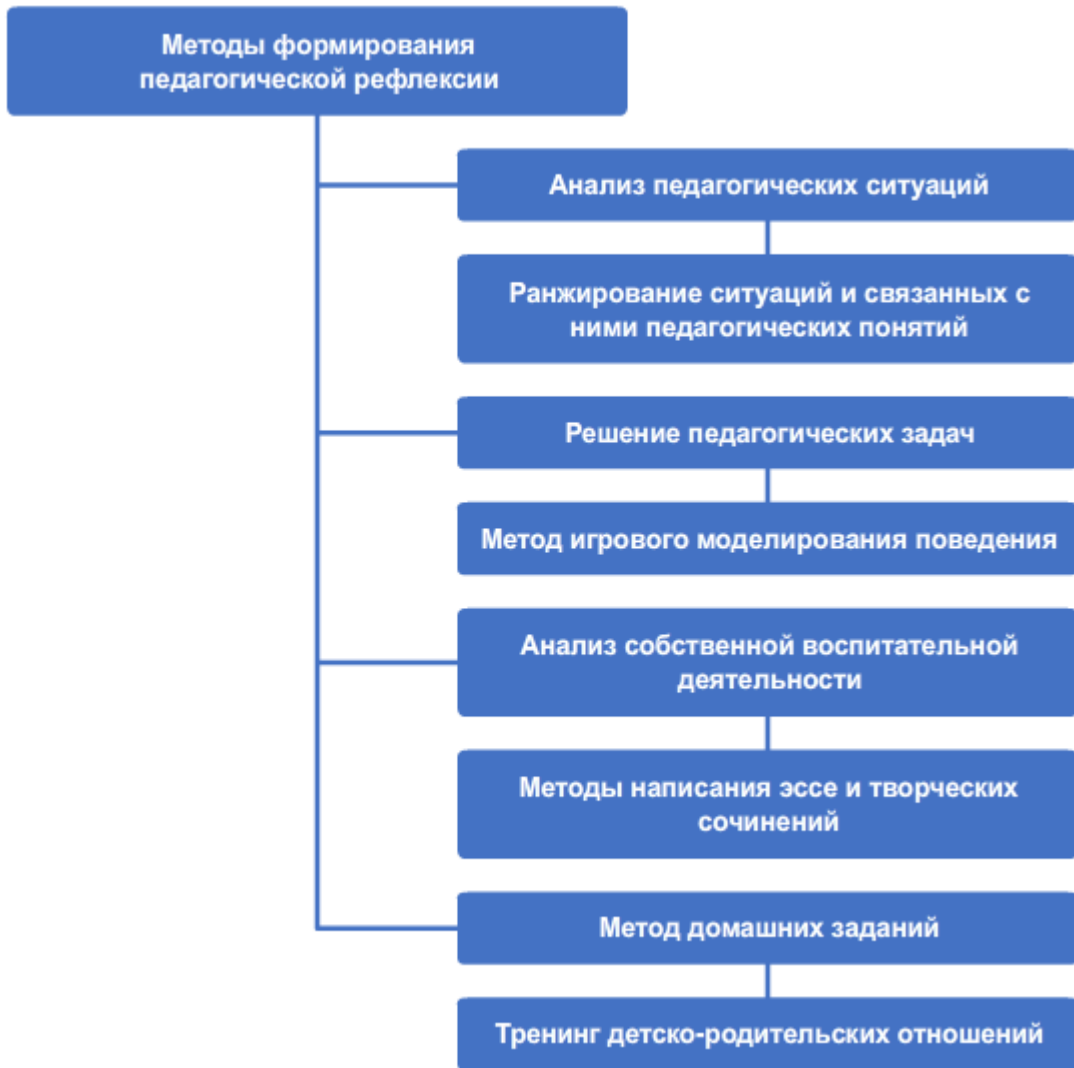 Методы формирования
педагогической рефлексии
Анализ педагогических ситуаций
Ранжирование ситуаций и связанных с
ними педагогических понятий
Решение педагогических задач
Метод игрового моделирования поведения
Анализ собственной воспитательной
деятельности
Методы написания эссе и творческих
сочинений
Метод домашних заданий
Тренинг детско-родительских отношений